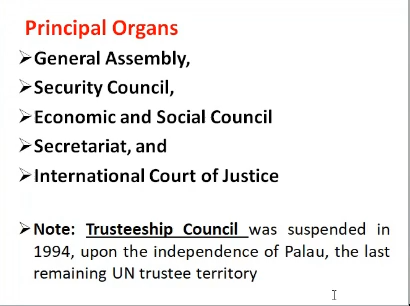 Principal Organs
➢General Assembly,
➢Security Council,
➢Economic and Social Council
➢Secretariat, and
➢International Court of Justice
➢Note: Trusteeship Council was suspended in
1994, upon the independence of Palau, the last
remaining UN trustee territory